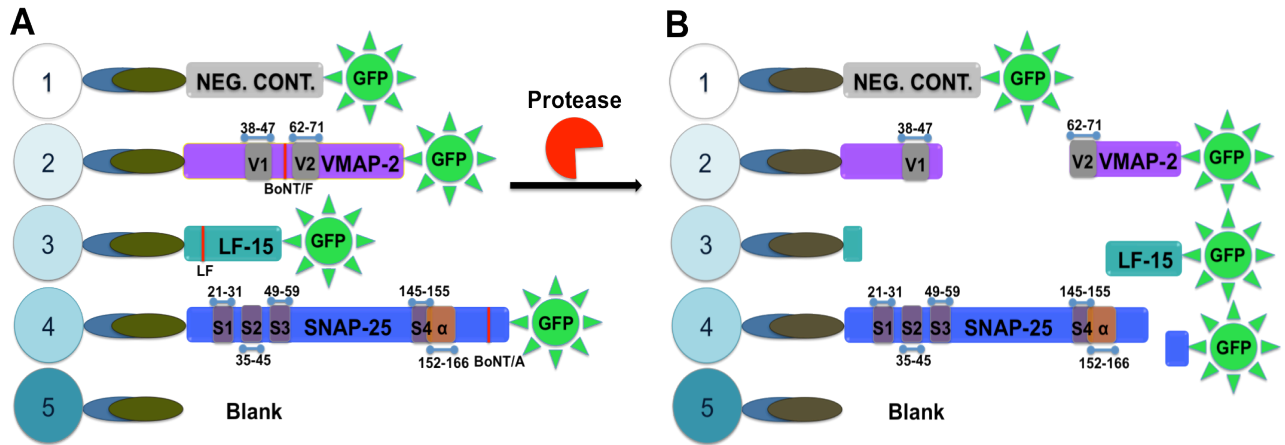 A
1
NEG. CONT.
GFP
38-47
62-71
2
V1
V2
VMAP-2
GFP
BoNT/F
3
LF-15
GFP
LF
21-31
49-59
145-155
4
S1
S2
S3
SNAP-25
S4
α
GFP
35-45
152-166
BoNT/A
5
Blank
Protease
B
1
NEG. CONT.
GFP
38-47
62-71
2
V1
V2
VMAP-2
GFP
3
LF-15
GFP
21-31
49-59
145-155
4
S1
S2
S3
SNAP-25
S4
α
GFP
35-45
152-166
5
Blank